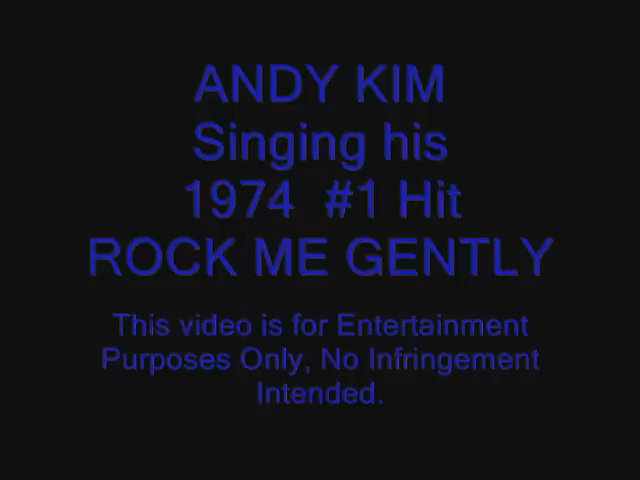 ANDY KIM
Singing his
1974 #1 Hit
ROCK ME GENTLY
This video is for Entertainment
Purposes Only, No Infringement
Intended.